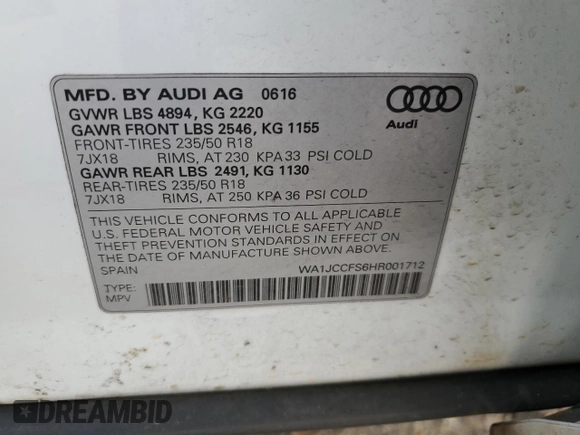 MFD. BY AUDI AG 0616
GVWR LBS 4894, KG 2220
GAWR FRONT LBS 2546, KG 1155
FRONT-TIRES 235/50 R18
7JX18 RIMS, AT 230 KPA 33 PSI COLD
GAWR REAR LBS 2491, KG 1130
REAR-TIRES 235/50 R18
7JX18 RIMS, AT 250 KPA 36 PSI COLD
Audi
THIS VEHICLE CONFORMS TO ALL APPLICABLE
U.S. FEDERAL MOTOR VEHICLE SAFETY AND
THEFT PREVENTION STANDARDS IN EFFECT ON
THE DATE OF MANUFACTURE SHOWN ABOVE.
SPAIN WA1JCCFS6HR001712
TYPE:
MPV
DREAMBID